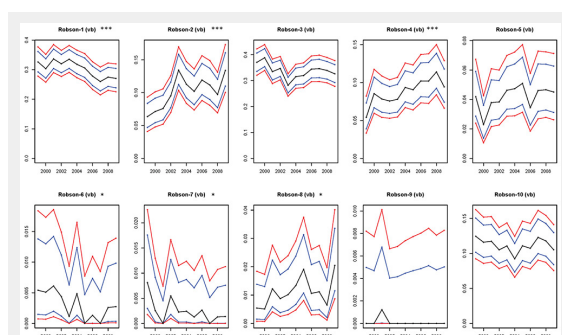 Robson-1 (vb) ***
Robson-2 (vb) ***
Robson-3 (vb)
Robson-4 (vb) ***
Robson-5 (vb)
0.0 0.1 0.2 0.3 0.4
0.00 0.05 0.10 0.15
0.0 0.1 0.2 0.3 0.4
0.00 0.05 0.10 0.15
0.00 0.02 0.04 0.06 0.08
2000 2002 2004 2006 2008
2000 2002 2004 2006 2008
2000 2002 2004 2006 2008
2000 2002 2004 2006 2008
2000 2002 2004 2006 2008
Robson-6 (vb) *
Robson-7 (vb) *
Robson-8 (vb) *
Robson-9 (vb)
Robson-10 (vb)
0.000 0.005 0.010 0.015
0.000 0.005 0.010 0.015 0.020
0.00 0.01 0.02 0.03 0.04
0.000 0.002 0.004 0.006 0.008 0.010
0.00 0.05 0.10 0.15